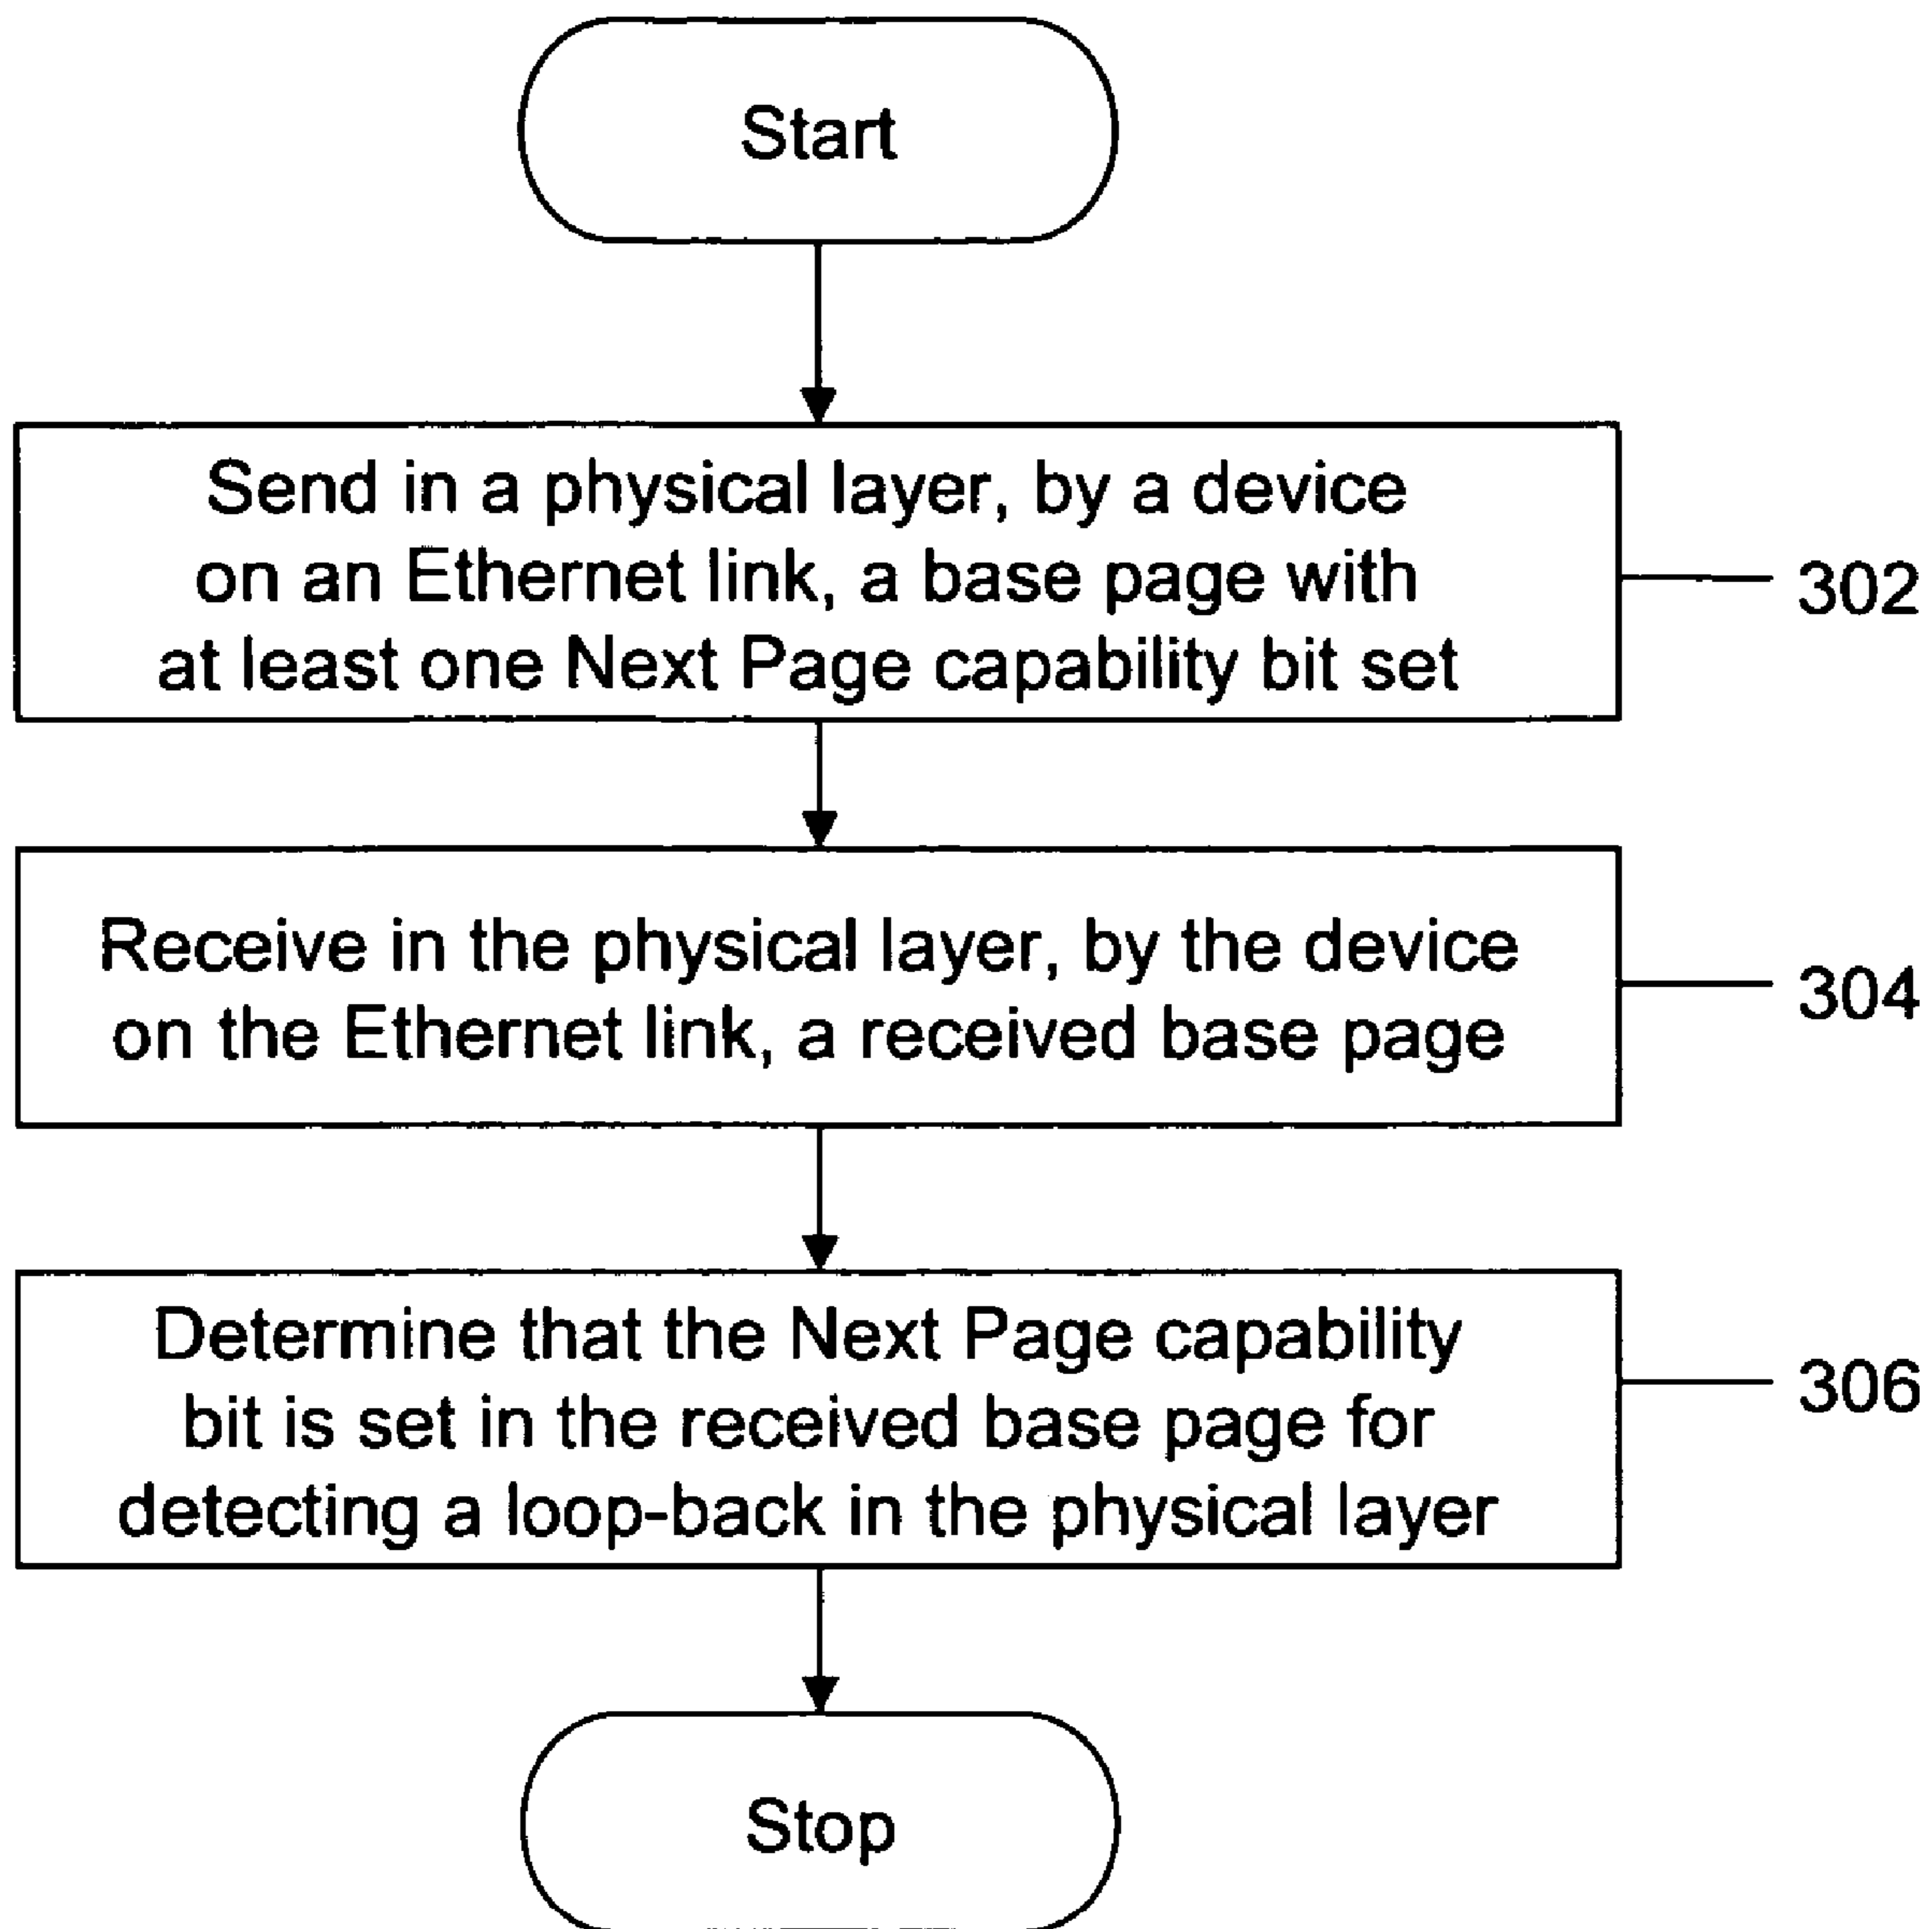 Start
Send in a physical layer, by a device
on an Ethernet link, a base page with
at least one Next Page capability bit set
302
Receive in the physical layer, by the device
on the Ethernet link, a received base page
304
Determine that the Next Page capability
bit is set in the received base page for
detecting a loop-back in the physical layer
306
Stop